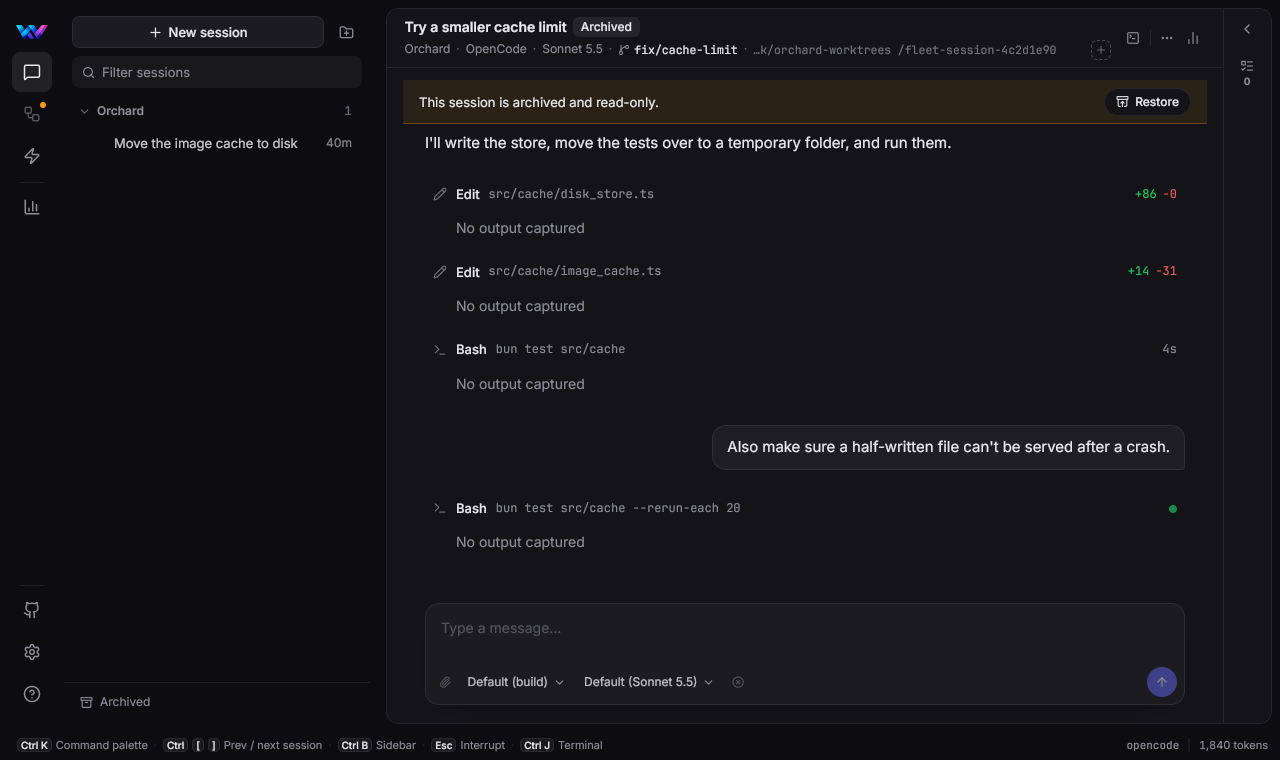 New session
Filter sessions
Orchard 1
Move the image cache to disk 40m
Archived
Try a smaller cache limit Archived
Orchard · OpenCode · Sonnet 5.5 · fix/cache-limit · …k/orchard-worktrees /fleet-session-4c2d1e90
0
This session is archived and read-only. Restore
I'll write the store, move the tests over to a temporary folder, and run them.
Edit src/cache/disk_store.ts +86 -0
No output captured
Edit src/cache/image_cache.ts +14 -31
No output captured
Bash bun test src/cache 4s
No output captured
Also make sure a half-written file can't be served after a crash.
Bash bun test src/cache --rerun-each 20
No output captured
Type a message...
Default (build) Default (Sonnet 5.5)
Ctrl K Command palette · Ctrl [ ] Prev / next session · Ctrl B Sidebar · Esc Interrupt · Ctrl J Terminal opencode 1,840 tokens